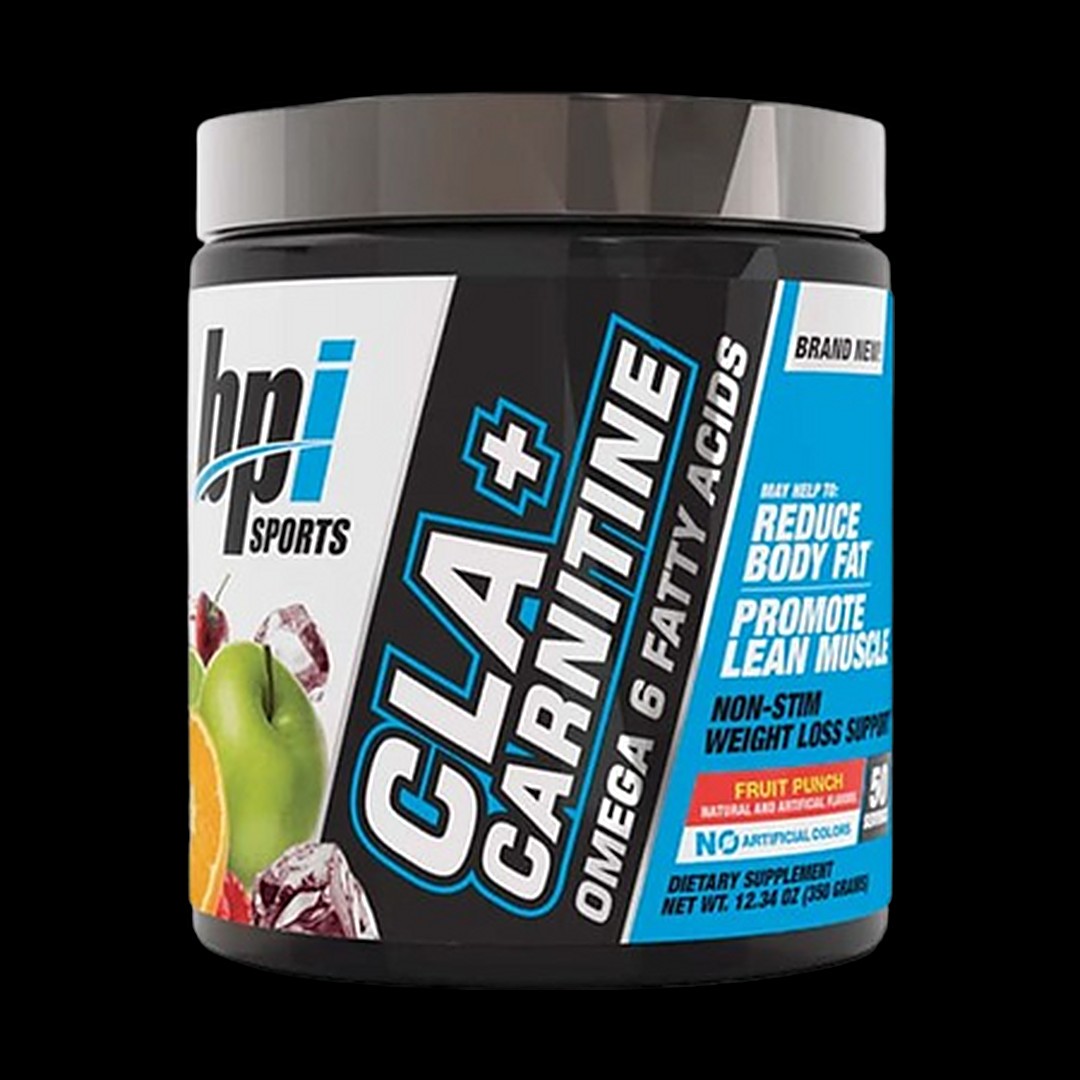 bpi
SPORTS
CLA+
CARNITINE
OMEGA 6 FATTY ACIDS
BRAND NEW!
MAY HELP TO:
REDUCE
BODY FAT
PROMOTE
LEAN MUSCLE
NON-STIM
WEIGHT LOSS SUPPORT
FRUIT PUNCH
NATURAL AND ARTIFICIAL FLAVORS
50
NO ARTIFICIAL COLORS
DIETARY SUPPLEMENT
NET WT. 12.34 OZ (350 GRAMS)